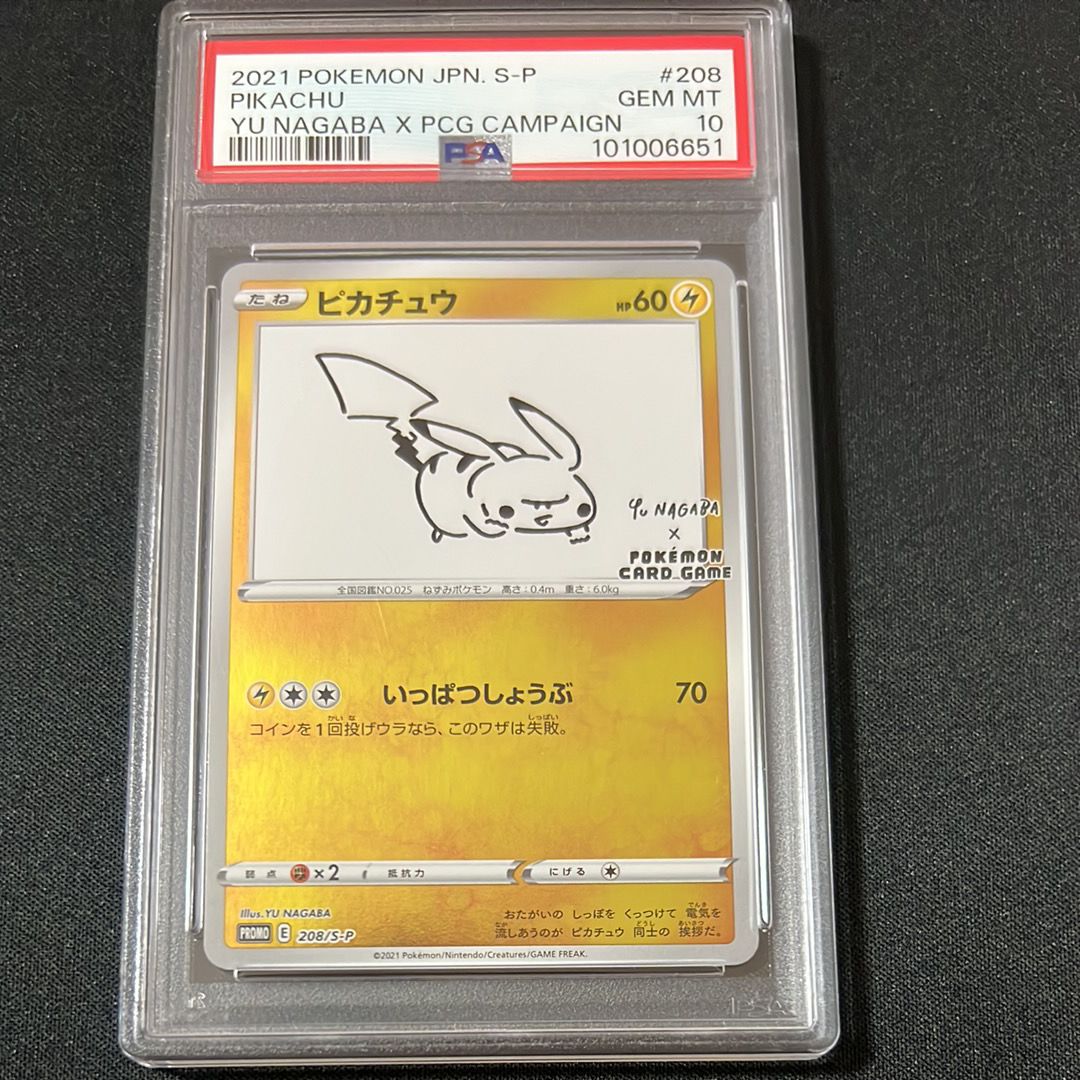 2021 POKEMON JPN. S-P #208
PIKACHU GEM MT
YU NAGABA X PCG CAMPAIGN 10
PSA 101006651
たね ピカチュウ HP60
Yu NAGABA
×
POKÉMON
CARD GAME
全国図鑑NO.025 ねずみポケモン 高さ:0.4m 重さ:6.0kg
いっぱつしょうぶ 70
コインを1回投げウラなら、このワザは失敗。
弱点 ×2 抵抗力 にげる
Illus.YU NAGABA
おたがいの しっぽを くっつけて 電気を
流しあうのが ピカチュウ 同士の 挨拶だ。
PROMO E 208/S-P
©2021 Pokémon/Nintendo/Creatures/GAME FREAK.